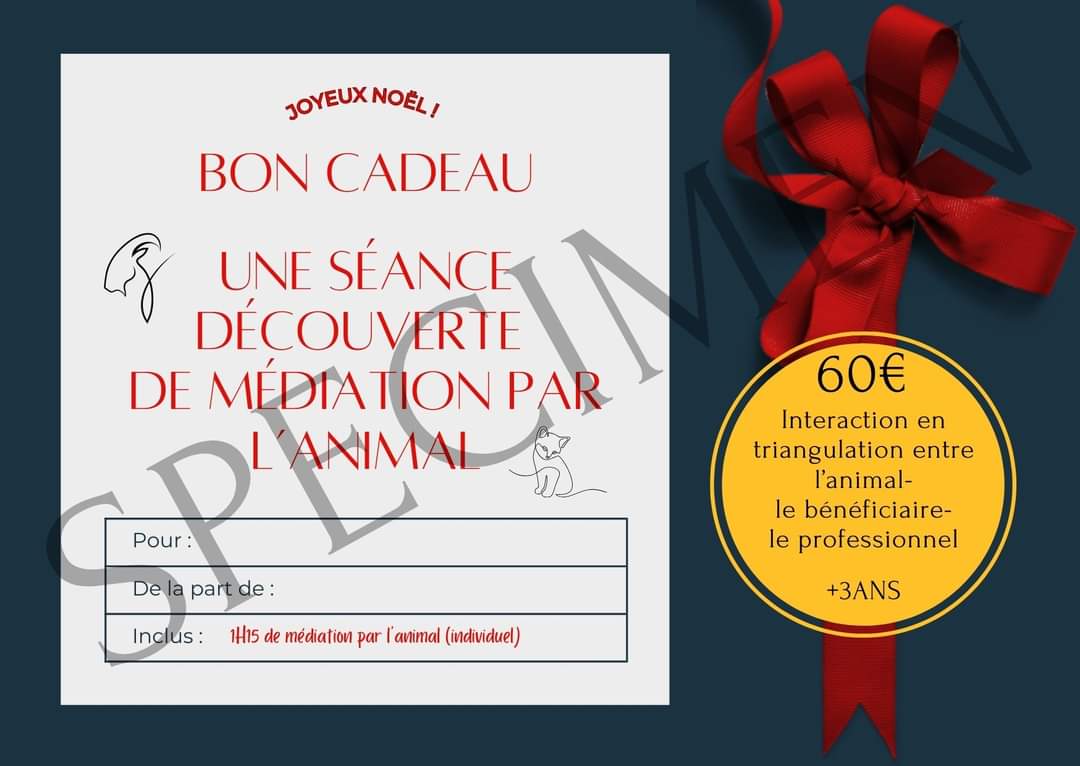 JOYEUX NOËL !
BON CADEAU
UNE SÉANCE
DÉCOUVERTE
DE MÉDIATION PAR
L´ANIMAL
Pour :
De la part de :
Inclus : 1H15 de médiation par l'animal (individuel)
60€
Interaction en
triangulation entre
l'animal-
le bénéficiaire-
le professionnel
+3ANS
SPECIMEN